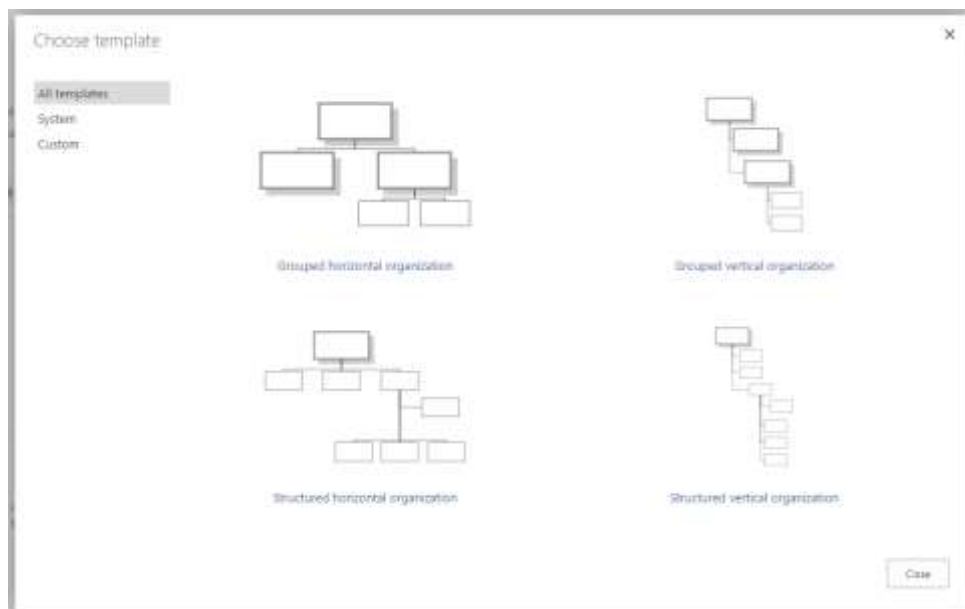 Choose template
All templates
System
Custom
Grouped horizontal organization
Grouped vertical organization
Structured horizontal organization
Structured vertical organization
Close